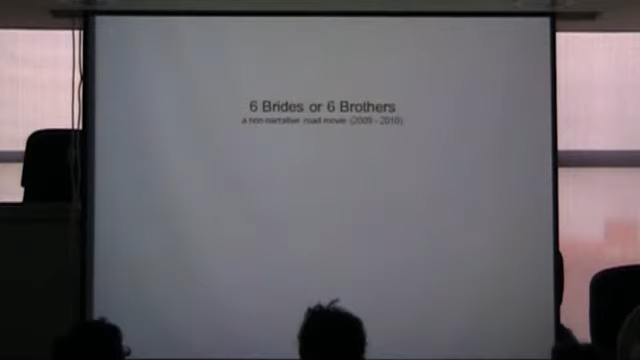 6 Brides or 6 Brothers
a non-narrative road movie (2009 - 2010)